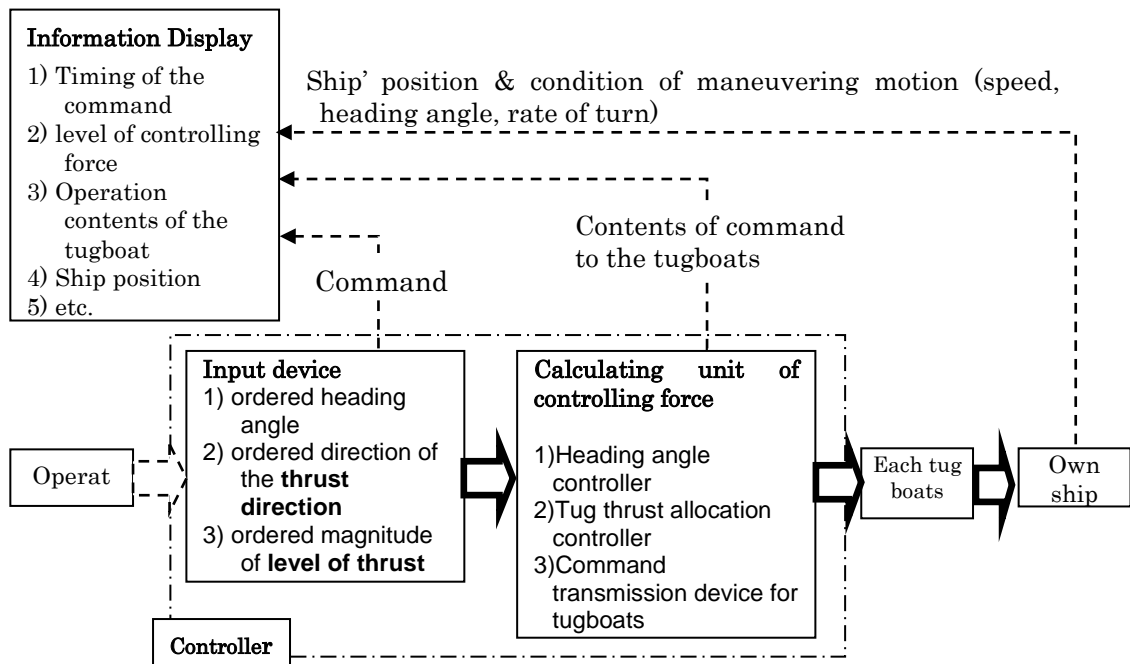 Information Display
1) Timing of the
command
2) level of controlling
force
3) Operation
contents of the
tugboat
4) Ship position
5) etc.
Ship' position & condition of maneuvering motion (speed,
heading angle, rate of turn)
Contents of command
to the tugboats
Command
Operat
Input device
1) ordered heading
angle
2) ordered direction of
the thrust
direction
3) ordered magnitude
of level of thrust
Calculating unit of
controlling force
1)Heading angle
controller
2)Tug thrust allocation
controller
3)Command
transmission device for
tugboats
Each tug
boats
Own
ship
Controller